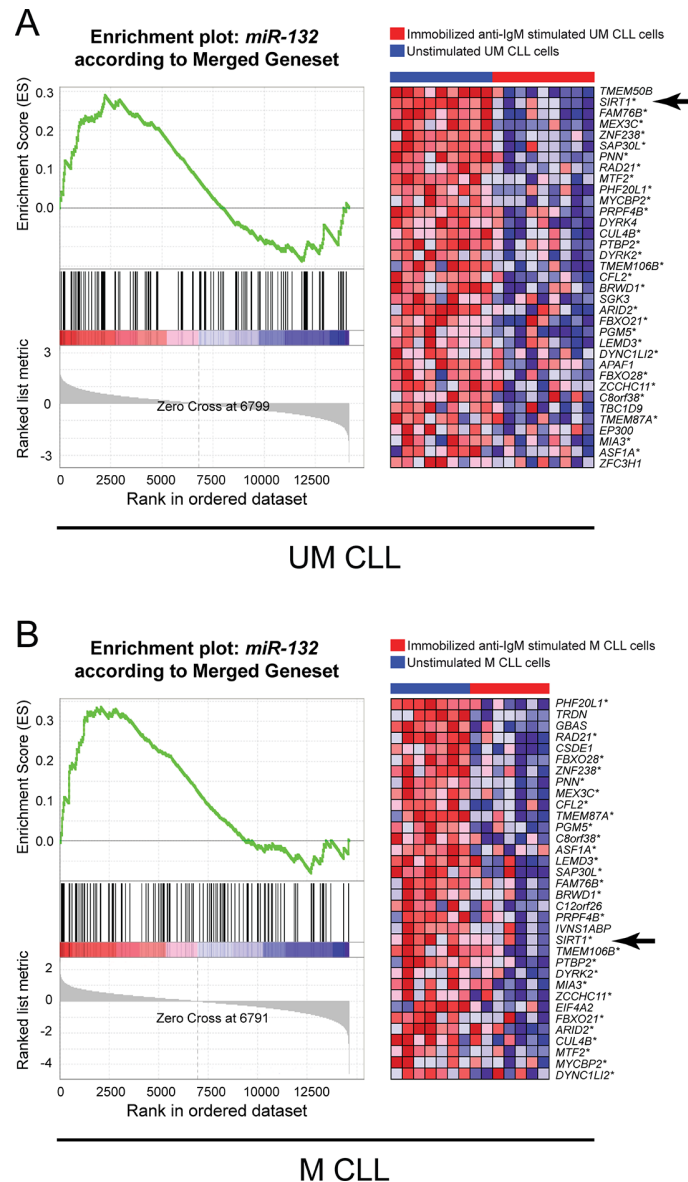 A
Enrichment plot: miR-132
according to Merged Geneset
Immobilized anti-IgM stimulated UM CLL cells
Unstimulated UM CLL cells
Enrichment Score (ES)
0.3
0.2
0.1
0.0
Ranked list metric
3
0
-3
Zero Cross at 6799
0 2500 5000 7500 10000 12500
Rank in ordered dataset
TMEM50B
SIRT1*
FAM76B*
MEX3C*
ZNF238*
SAP30L*
PNN*
RAD21*
MTF2*
PHF20L1*
MYCBP2*
PRPF4B*
DYRK4
CUL4B*
PTBP2*
DYRK2*
TMEM106B*
CFL2*
BRWD1*
SGK3
ARID2*
FBXO21*
PGM5*
LEMD3*
DYNC1LI2*
APAF1
FBXO28*
ZCCHC11*
C8orf38*
TBC1D9
TMEM87A*
EP300
MIA3*
ASF1A*
ZFC3H1
UM CLL
B
Enrichment plot: miR-132
according to Merged Geneset
Immobilized anti-IgM stimulated M CLL cells
Unstimulated M CLL cells
Enrichment Score (ES)
0.3
0.2
0.1
0.0
Ranked list metric
2
0
-2
-4
Zero Cross at 6791
0 2500 5000 7500 10000 12500
Rank in ordered dataset
PHF20L1*
TRDN
GBAS
RAD21*
CSDE1
FBXO28*
ZNF238*
PNN*
MEX3C*
CFL2*
TMEM87A*
PGM5*
C8orf38*
ASF1A*
LEMD3*
SAP30L*
FAM76B*
BRWD1*
C12orf26
PRPF4B*
IVNS1ABP
SIRT1*
TMEM106B*
PTBP2*
DYRK2*
MIA3*
ZCCHC11*
EIF4A2
FBXO21*
ARID2*
CUL4B*
MTF2*
MYCBP2*
DYNC1LI2*
M CLL